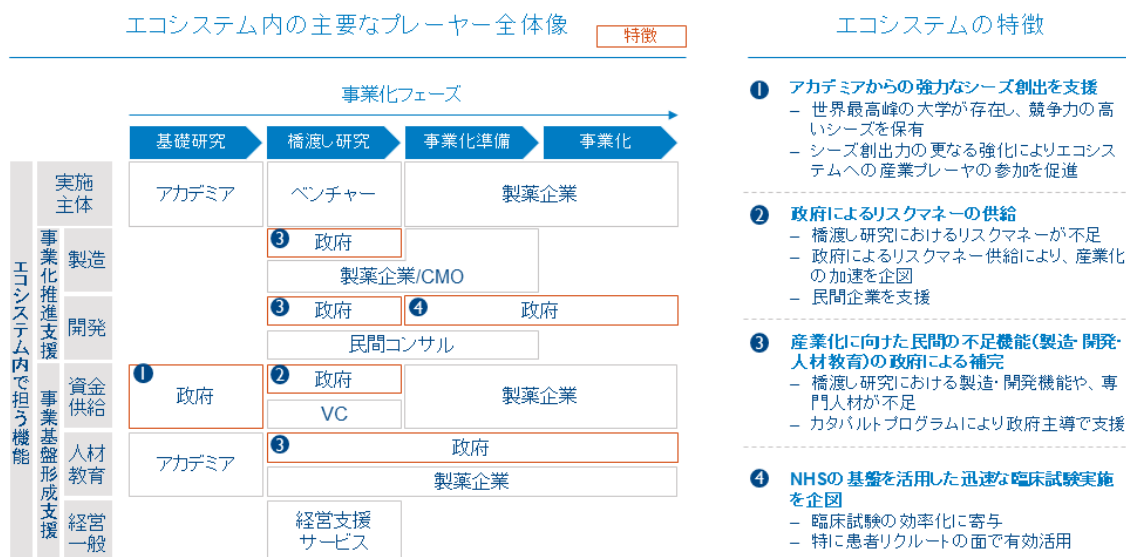 エコシステム内の主要なプレーヤー全体像
特徴
事業化フェーズ
基礎研究
橋渡し研究
事業化準備
事業化
エコシステム内で担う機能
実施
主体
アカデミア
ベンチャー
製薬企業
事業化推進支援
製造
3 政府
製薬企業/CMO
開発
3 政府
4 政府
民間コンサル
事業基盤形成支援
資金
供給
1 政府
2 政府
VC
製薬企業
人材
教育
アカデミア
3 政府
製薬企業
経営
一般
経営支援
サービス
エコシステムの特徴
1 アカデミアからの強力なシーズ創出を支援
– 世界最高峰の大学が存在し、競争力の高
いシーズを保有
– シーズ創出力の更なる強化によりエコシス
テムへの産業プレーヤの参加を促進
2 政府によるリスクマネーの供給
– 橋渡し研究におけるリスクマネーが不足
– 政府によるリスクマネー供給により、産業化
の加速を企図
– 民間企業を支援
3 産業化に向けた民間の不足機能(製造・開発・
人材教育)の政府による補完
– 橋渡し研究における製造・開発機能や、専
門人材が不足
– カタパルトプログラムにより政府主導で支援
4 NHSの基盤を活用した迅速な臨床試験実施
を企図
– 臨床試験の効率化に寄与
– 特に患者リクルートの面で有効活用